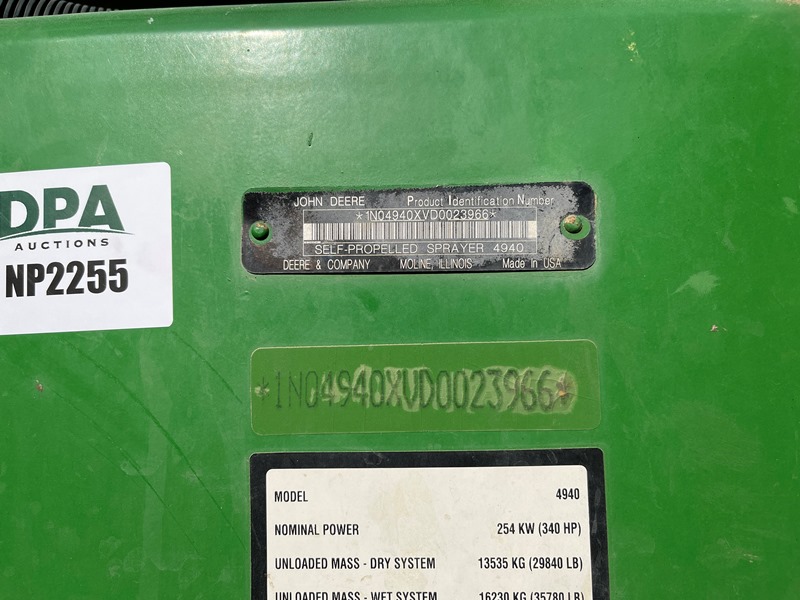 DPA
AUCTIONS
NP2255
JOHN DEERE Product Identification Number
*1N04940XVD0023966*
SELF-PROPELLED SPRAYER 4940
DEERE & COMPANY MOLINE, ILLINOIS Made in USA
*1N04940XVD0023966*
MODEL 4940
NOMINAL POWER 254 KW (340 HP)
UNLOADED MASS - DRY SYSTEM 13535 KG (29840 LB)
UNLOADED MASS - WET SYSTEM 16230 KG (35780 LB)